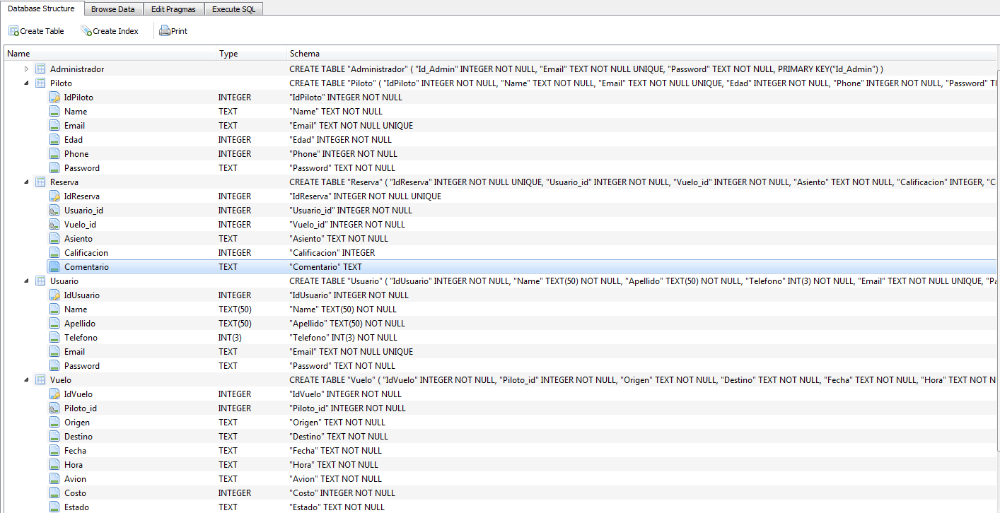 Database Structure Browse Data Edit Pragmas Execute SQL
Create Table Create Index Print
Name Type Schema
Administrador CREATE TABLE "Administrador" ( "Id_Admin" INTEGER NOT NULL, "Email" TEXT NOT NULL UNIQUE, "Password" TEXT NOT NULL, PRIMARY KEY("Id_Admin") )
Piloto CREATE TABLE "Piloto" ( "IdPiloto" INTEGER NOT NULL, "Name" TEXT NOT NULL, "Email" TEXT NOT NULL UNIQUE, "Edad" INTEGER NOT NULL, "Phone" INTEGER NOT NULL, "Password" T
IdPiloto INTEGER "IdPiloto" INTEGER NOT NULL
Name TEXT "Name" TEXT NOT NULL
Email TEXT "Email" TEXT NOT NULL UNIQUE
Edad INTEGER "Edad" INTEGER NOT NULL
Phone INTEGER "Phone" INTEGER NOT NULL
Password TEXT "Password" TEXT NOT NULL
Reserva CREATE TABLE "Reserva" ( "IdReserva" INTEGER NOT NULL UNIQUE, "Usuario_id" INTEGER NOT NULL, "Vuelo_id" INTEGER NOT NULL, "Asiento" TEXT NOT NULL, "Calificacion" INTEGER, "C
IdReserva INTEGER "IdReserva" INTEGER NOT NULL UNIQUE
Usuario_id INTEGER "Usuario_id" INTEGER NOT NULL
Vuelo_id INTEGER "Vuelo_id" INTEGER NOT NULL
Asiento TEXT "Asiento" TEXT NOT NULL
Calificacion INTEGER "Calificacion" INTEGER
Comentario TEXT "Comentario" TEXT
Usuario CREATE TABLE "Usuario" ( "IdUsuario" INTEGER NOT NULL, "Name" TEXT(50) NOT NULL, "Apellido" TEXT(50) NOT NULL, "Telefono" INT(3) NOT NULL, "Email" TEXT NOT NULL UNIQUE, "Pa
IdUsuario INTEGER "IdUsuario" INTEGER NOT NULL
Name TEXT(50) "Name" TEXT(50) NOT NULL
Apellido TEXT(50) "Apellido" TEXT(50) NOT NULL
Telefono INT(3) "Telefono" INT(3) NOT NULL
Email TEXT "Email" TEXT NOT NULL UNIQUE
Password TEXT "Password" TEXT NOT NULL
Vuelo CREATE TABLE "Vuelo" ( "IdVuelo" INTEGER NOT NULL, "Piloto_id" INTEGER NOT NULL, "Origen" TEXT NOT NULL, "Destino" TEXT NOT NULL, "Fecha" TEXT NOT NULL, "Hora" TEXT NOT N
IdVuelo INTEGER "IdVuelo" INTEGER NOT NULL
Piloto_id INTEGER "Piloto_id" INTEGER NOT NULL
Origen TEXT "Origen" TEXT NOT NULL
Destino TEXT "Destino" TEXT NOT NULL
Fecha TEXT "Fecha" TEXT NOT NULL
Hora TEXT "Hora" TEXT NOT NULL
Avion TEXT "Avion" TEXT NOT NULL
Costo INTEGER "Costo" INTEGER NOT NULL
Estado TEXT "Estado" TEXT NOT NULL